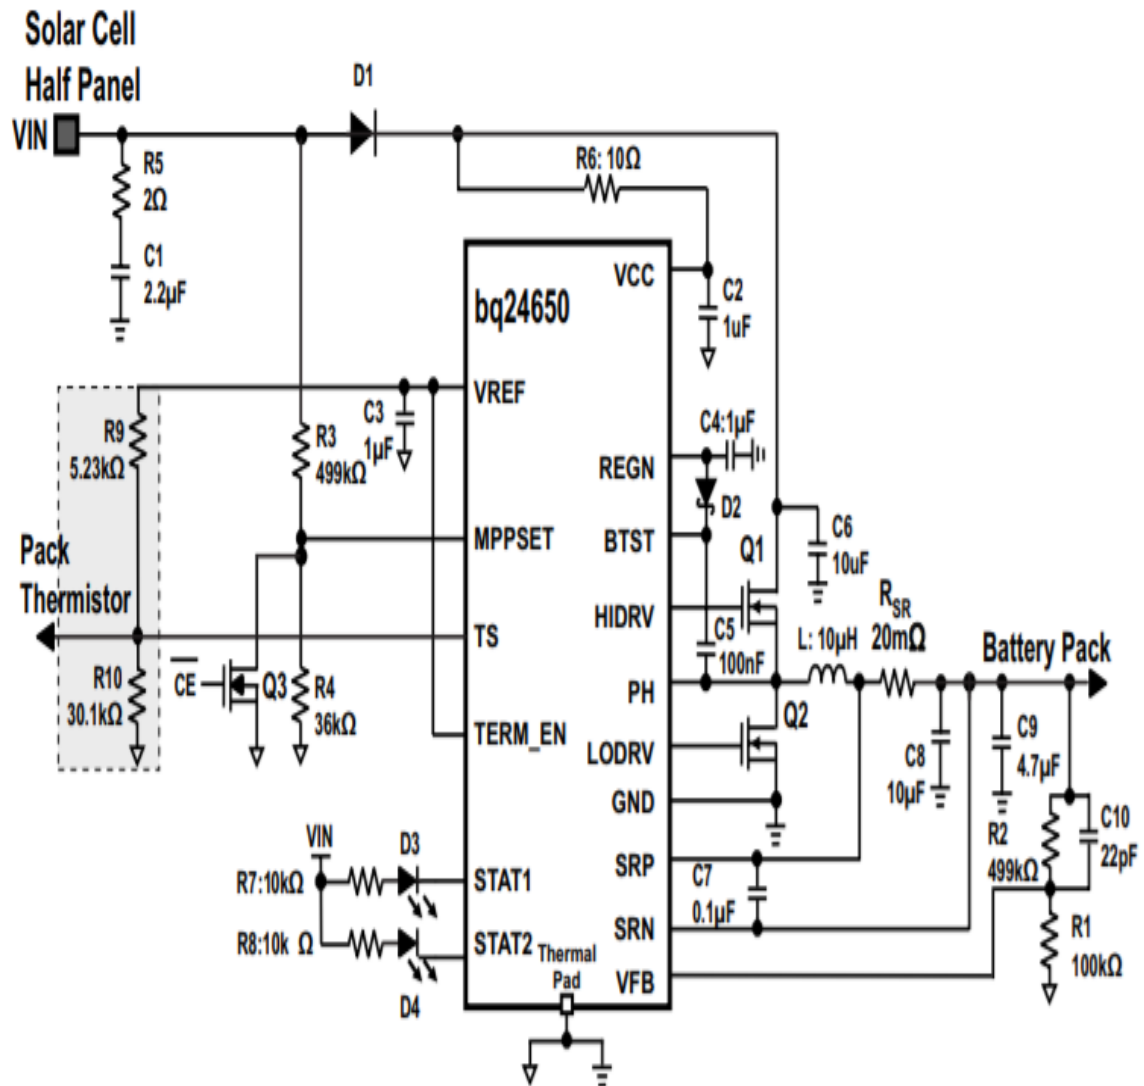 Solar Cell
Half Panel
VIN
D1
R5
2Ω
C1
2.2µF
R6: 10Ω
bq24650
VCC
C2
1uF
VREF
C3
1µF
R3
499kΩ
R9
5.23kΩ
C4:1µF
REGN
D2
MPPSET
BTST
Q1
C6
10uF
Pack
Thermistor
TS
HIDRV
C5
100nF
L: 10µH
RSR
20mΩ
Battery Pack
R10
30.1kΩ
CE
Q3
R4
36kΩ
PH
Q2
TERM_EN
LODRV
C8
10µF
C9
4.7µF
GND
VIN
D3
R7:10kΩ
STAT1
SRP
C7
0.1µF
R2
499kΩ
C10
22pF
R8:10k Ω
STAT2
D4
Thermal
Pad
SRN
VFB
R1
100kΩ